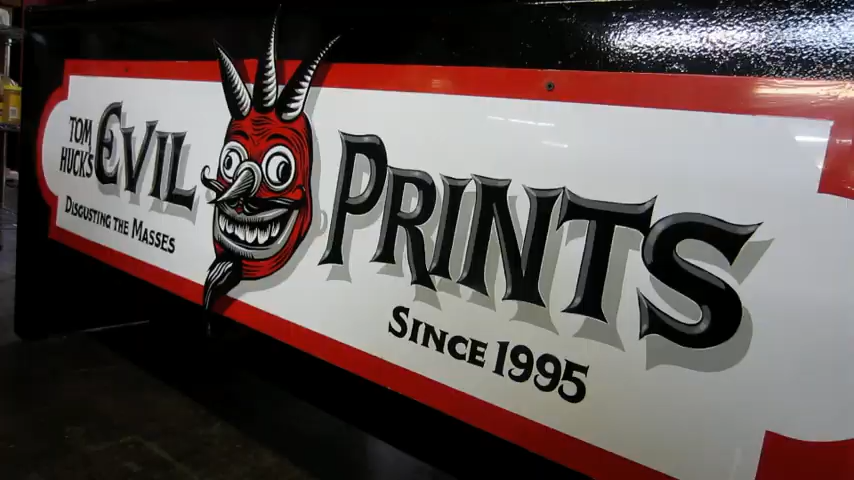 TOM
HUCK'S
EVIL PRINTS
DISGUSTING THE MASSES
SINCE 1995